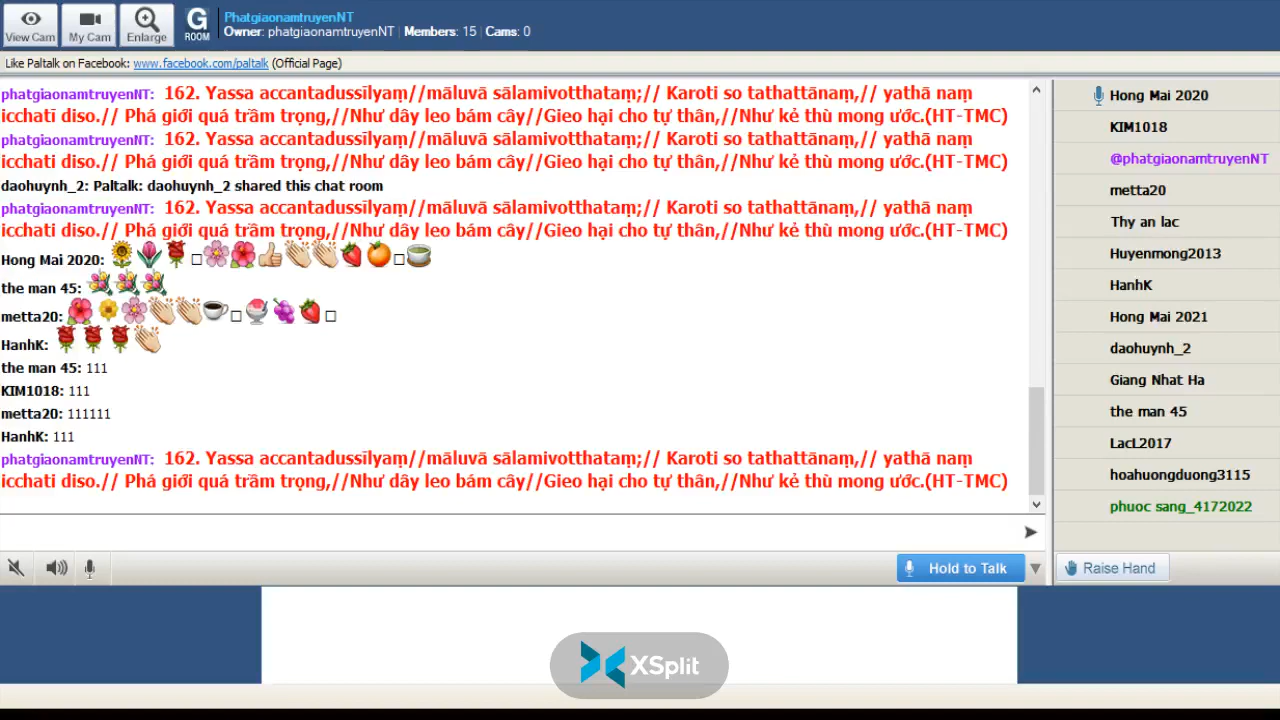 View Cam
My Cam
Enlarge
G
ROOM
PhatgiaonamtruyenNT
Owner: phatgiaonamtruyenNT  Members: 15  Cams: 0
Like Paltalk on Facebook: www.facebook.com/paltalk (Official Page)
phatgiaonamtruyenNT: 162. Yassa accantadussīlyaṃ//māluvā sālamivotthataṃ;// Karoti so tathattānaṃ,// yathā naṃ
icchatī diso.// Phá giới quá trầm trọng,//Như dây leo bám cây//Gieo hại cho tự thân,//Như kẻ thù mong ước.(HT-TMC)
phatgiaonamtruyenNT: 162. Yassa accantadussīlyaṃ//māluvā sālamivotthataṃ;// Karoti so tathattānaṃ,// yathā naṃ
icchatī diso.// Phá giới quá trầm trọng,//Như dây leo bám cây//Gieo hại cho tự thân,//Như kẻ thù mong ước.(HT-TMC)
daohuynh_2: Paltalk: daohuynh_2 shared this chat room
phatgiaonamtruyenNT: 162. Yassa accantadussīlyaṃ//māluvā sālamivotthataṃ;// Karoti so tathattānaṃ,// yathā naṃ
icchatī diso.// Phá giới quá trầm trọng,//Như dây leo bám cây//Gieo hại cho tự thân,//Như kẻ thù mong ước.(HT-TMC)
Hong Mai 2020:
the man 45:
metta20:
HanhK:
the man 45: 111
KIM1018: 111
metta20: 111111
HanhK: 111
phatgiaonamtruyenNT: 162. Yassa accantadussīlyaṃ//māluvā sālamivotthataṃ;// Karoti so tathattānaṃ,// yathā naṃ
icchatī diso.// Phá giới quá trầm trọng,//Như dây leo bám cây//Gieo hại cho tự thân,//Như kẻ thù mong ước.(HT-TMC)
Hong Mai 2020
KIM1018
@phatgiaonamtruyenNT
metta20
Thy an lac
Huyenmong2013
HanhK
Hong Mai 2021
daohuynh_2
Giang Nhat Ha
the man 45
LacL2017
hoahuongduong3115
phuoc sang_4172022
Hold to Talk
Raise Hand
XSplit